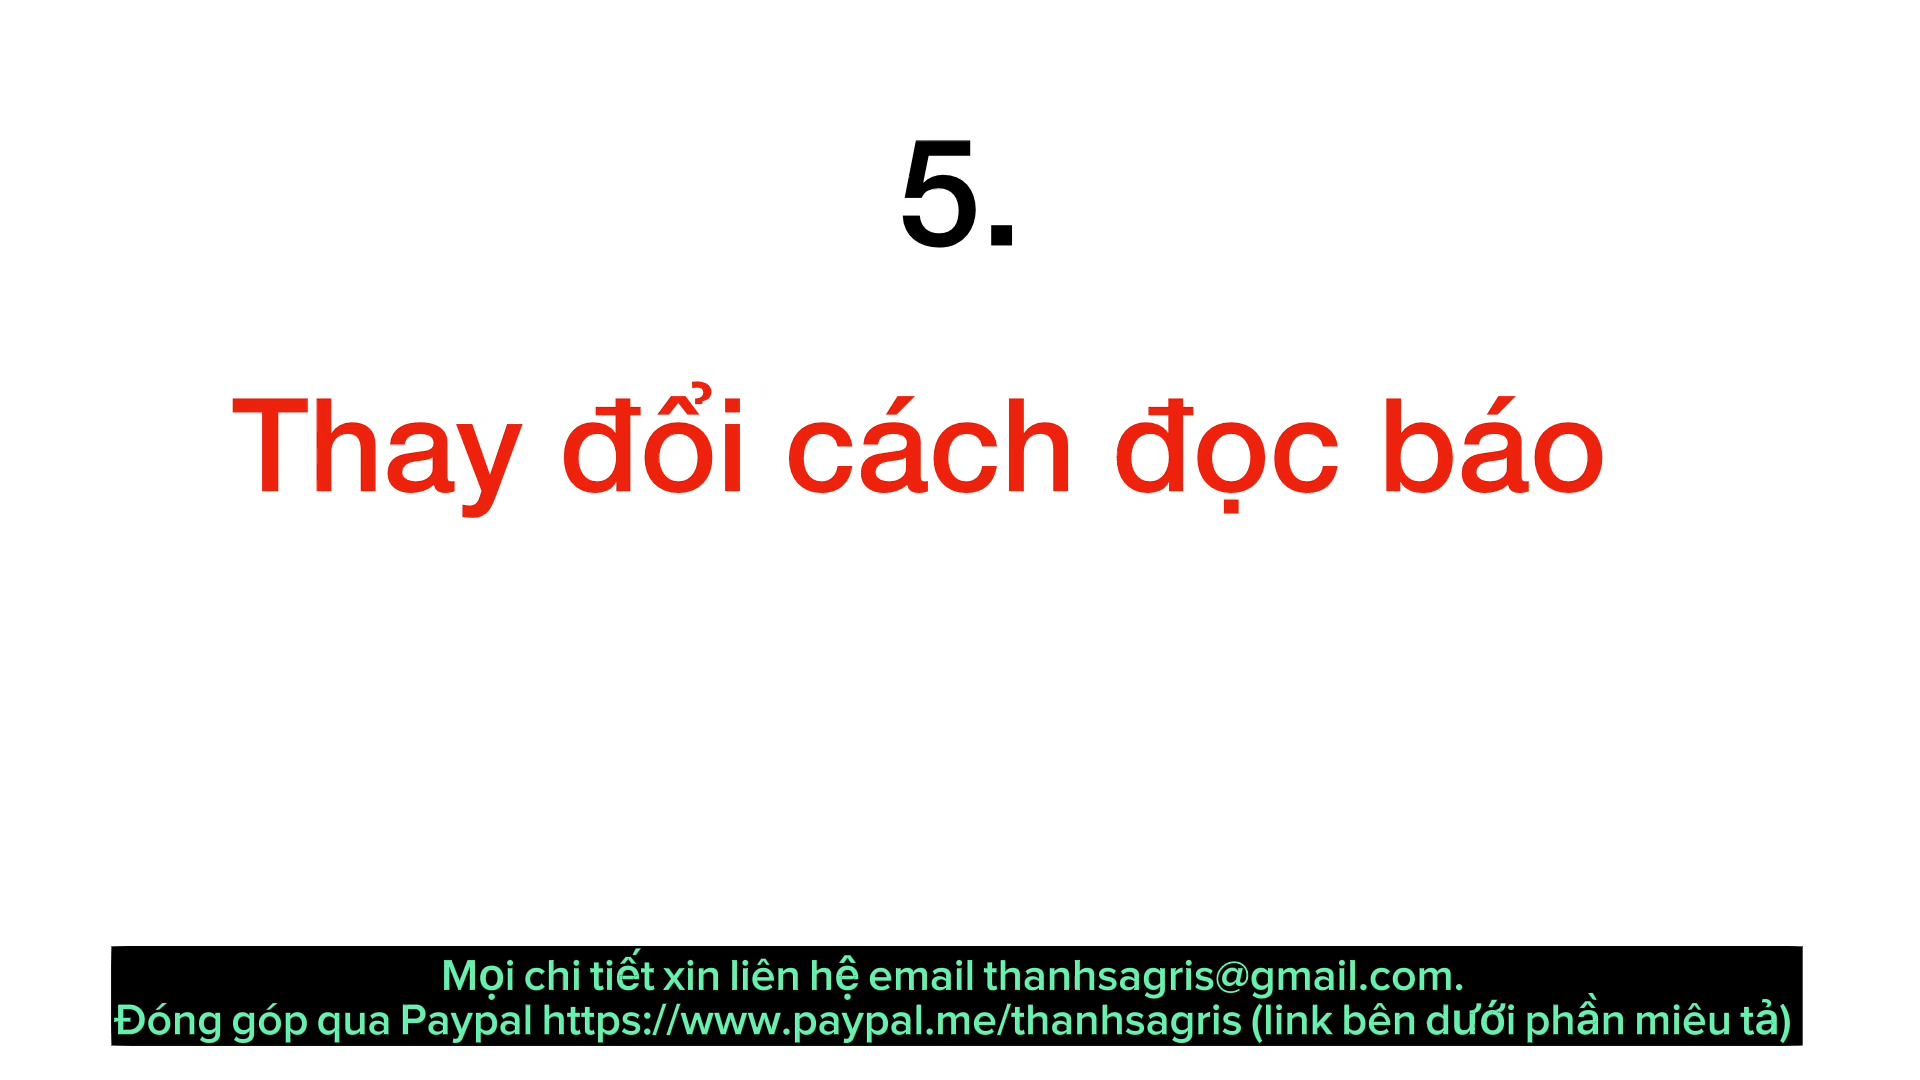 5.
Thay đổi cách đọc báo
Mọi chi tiết xin liên hệ email thanhsagris@gmail.com.
Đóng góp qua Paypal https://www.paypal.me/thanhsagris (link bên dưới phần miêu tả)